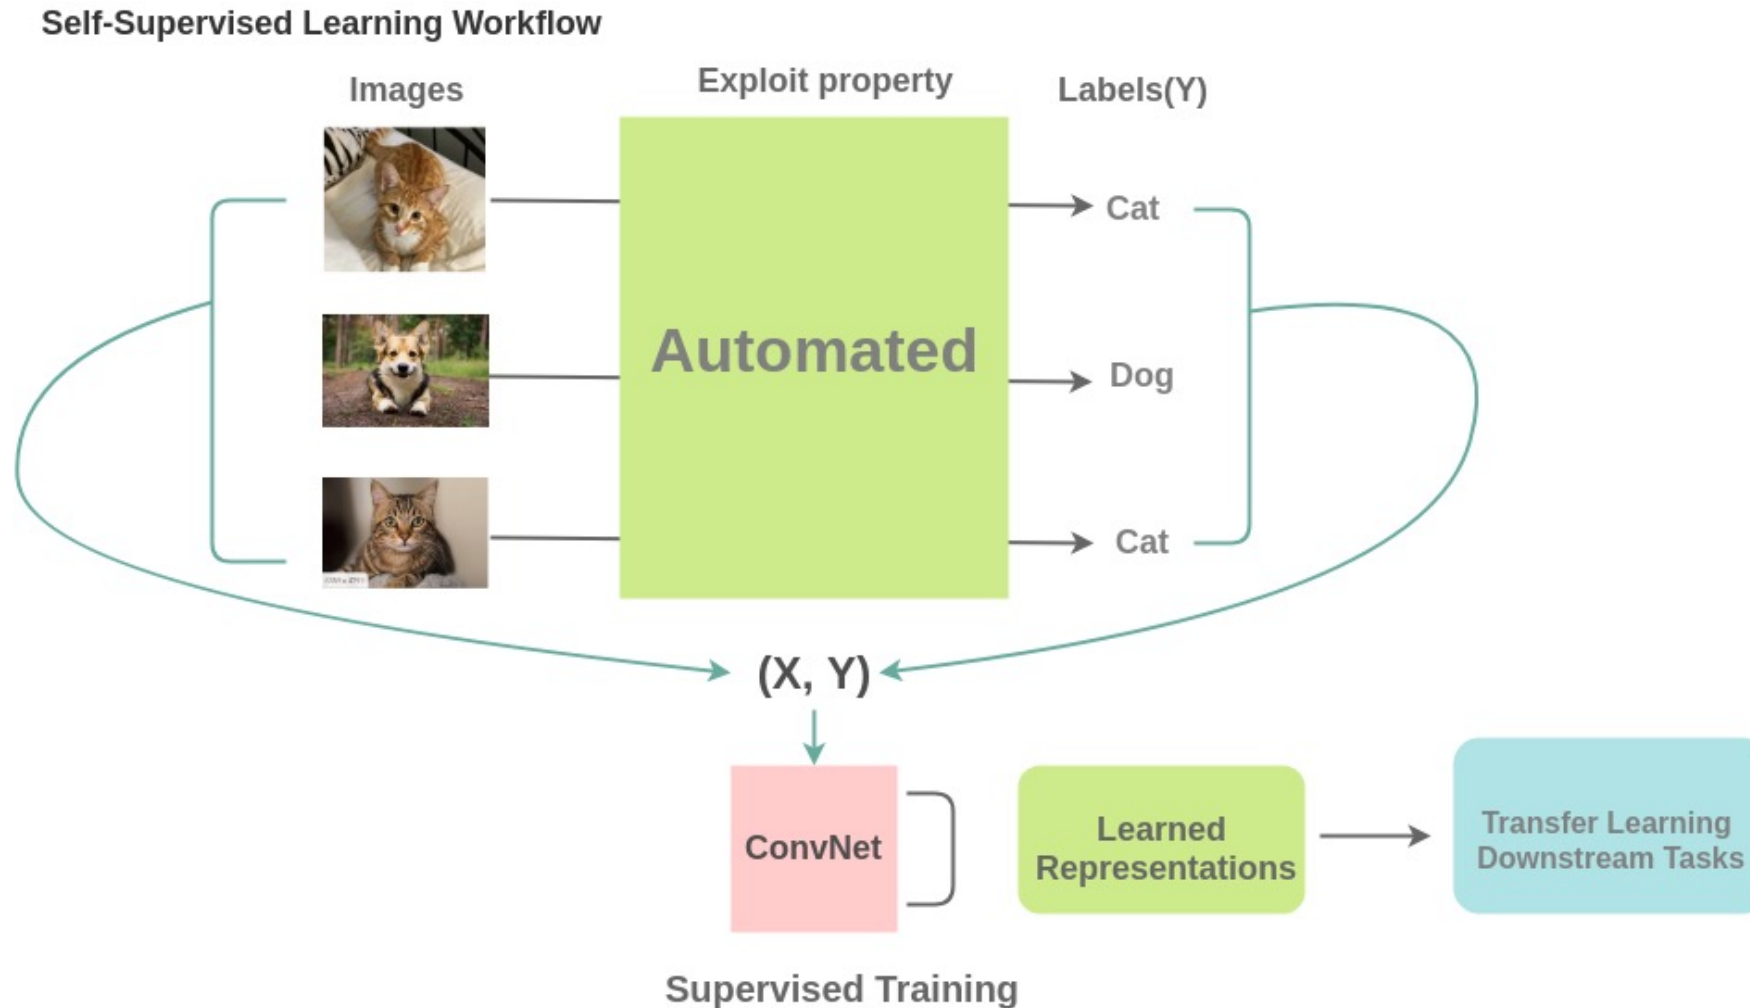 Self-Supervised Learning Workflow
Images
Exploit property
Labels(Y)
Automated
Cat
Dog
Cat
(X, Y)
ConvNet
Learned
Representations
Transfer Learning
Downstream Tasks
Supervised Training